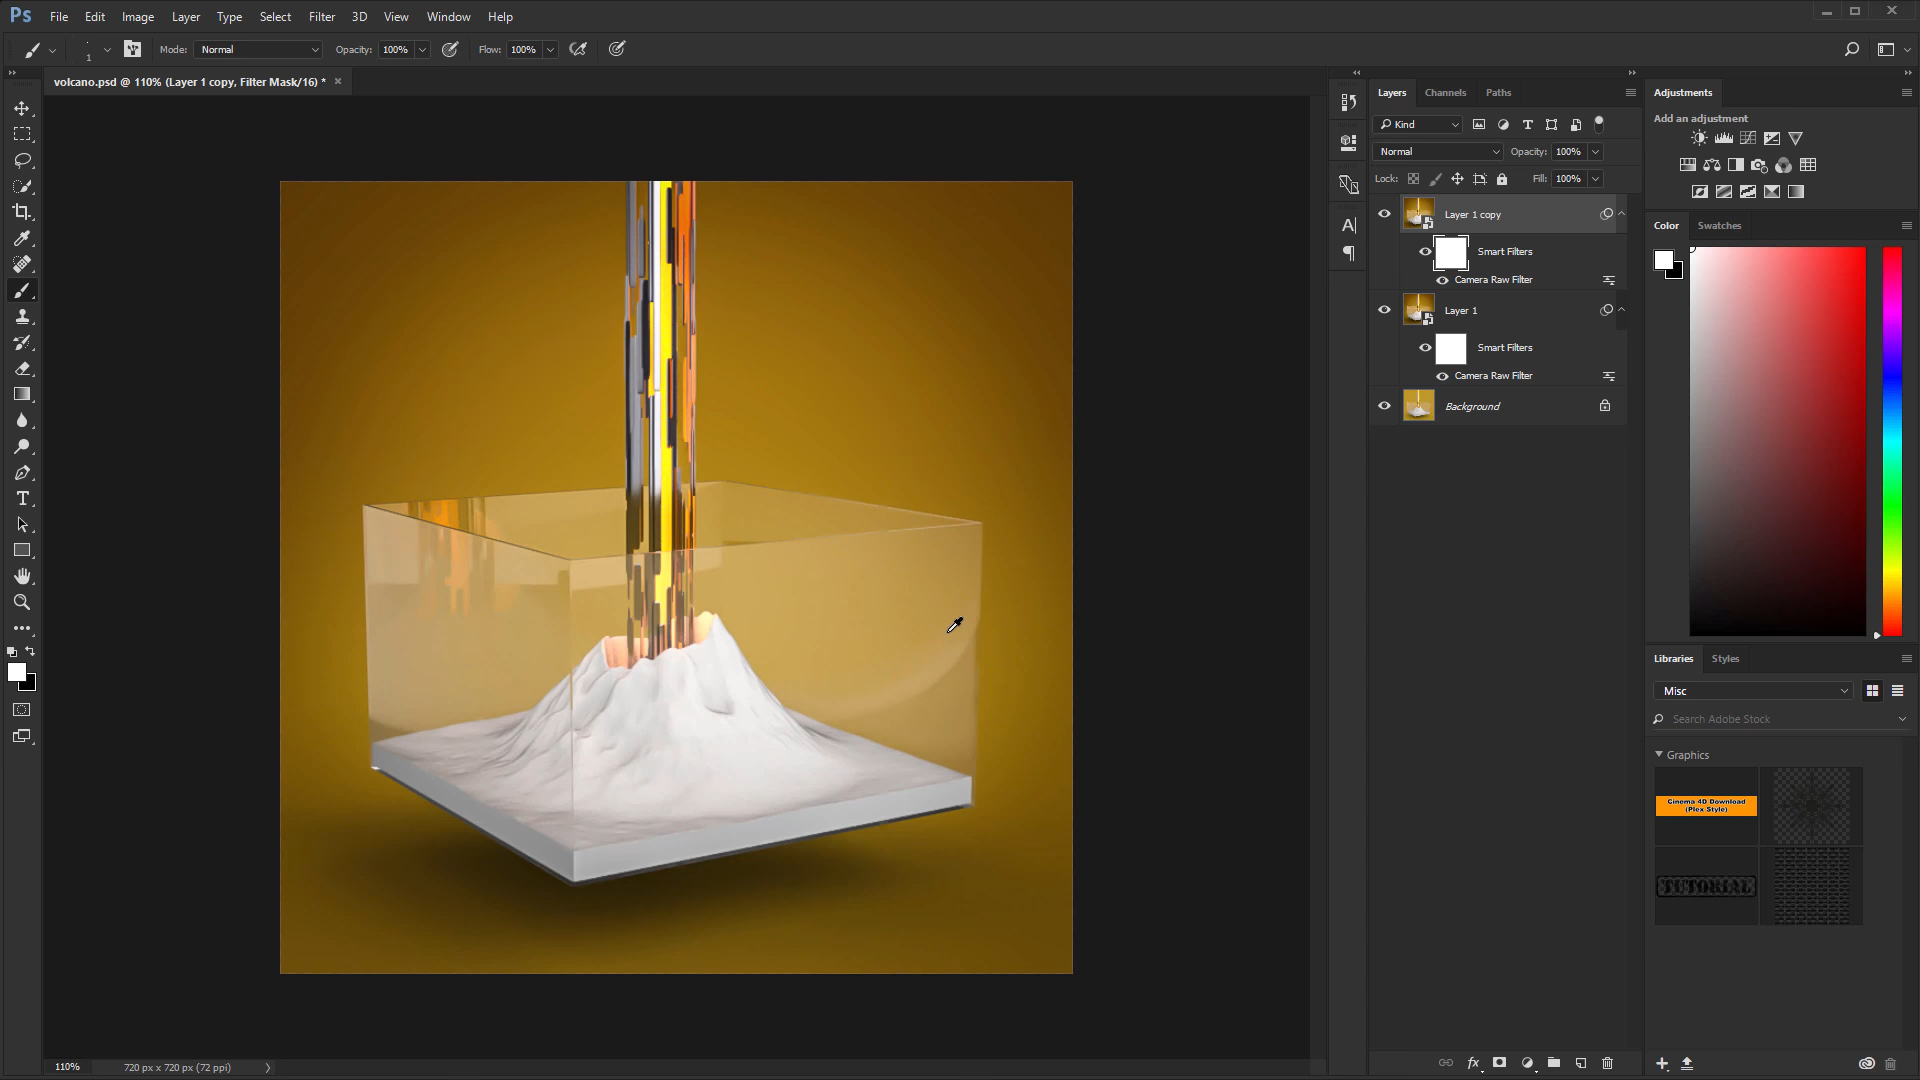 Ps File Edit Image Layer Type Select Filter 3D View Window Help
1 Mode: Normal Opacity: 100% Flow: 100%
volcano.psd @ 110% (Layer 1 copy, Filter Mask/16) *
Layers Channels Paths
Kind
Normal Opacity: 100%
Lock: Fill: 100%
Layer 1 copy
Smart Filters
Camera Raw Filter
Layer 1
Smart Filters
Camera Raw Filter
Background
Adjustments
Add an adjustment
Color Swatches
Libraries Styles
Misc
Search Adobe Stock
Graphics
Cinema 4D Download
(Plex Style)
TUTORIAL
110% 720 px x 720 px (72 ppi)